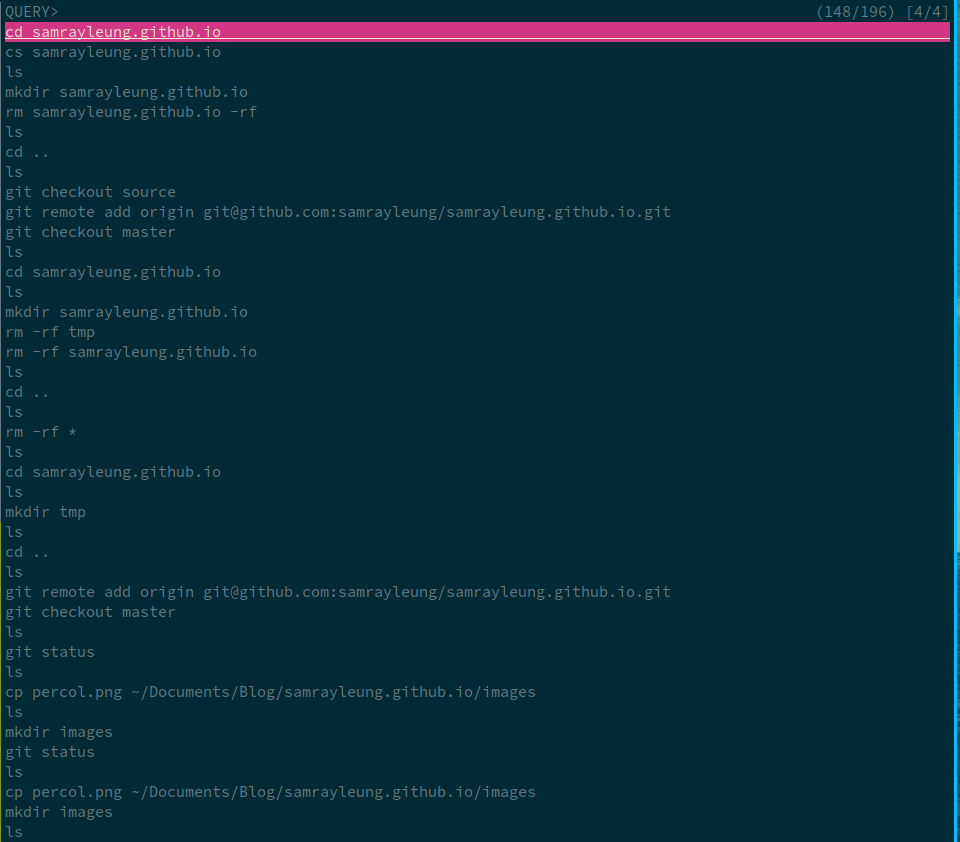 QUERY> (148/196) [4/4]
cd samrayleung.github.io
cs samrayleung.github.io
ls
mkdir samrayleung.github.io
rm samrayleung.github.io -rf
ls
cd ..
ls
git checkout source
git remote add origin git@github.com:samrayleung/samrayleung.github.io.git
git checkout master
ls
cd samrayleung.github.io
ls
mkdir samrayleung.github.io
rm -rf tmp
rm -rf samrayleung.github.io
ls
cd ..
ls
rm -rf *
ls
cd samrayleung.github.io
ls
mkdir tmp
ls
cd ..
ls
git remote add origin git@github.com:samrayleung/samrayleung.github.io.git
git checkout master
ls
git status
ls
cp percol.png ~/Documents/Blog/samrayleung.github.io/images
ls
mkdir images
git status
ls
cp percol.png ~/Documents/Blog/samrayleung.github.io/images
mkdir images
ls